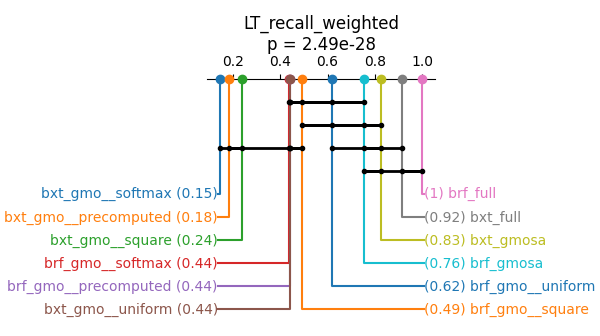 LT_recall_weighted
p = 2.49e-28
0.2 0.4 0.6 0.8 1.0
bxt_gmo__softmax (0.15)
(1) brf_full
bxt_gmo__precomputed (0.18)
(0.92) bxt_full
bxt_gmo__square (0.24)
(0.83) bxt_gmosa
brf_gmo__softmax (0.44)
(0.76) brf_gmosa
brf_gmo__precomputed (0.44)
(0.62) brf_gmo__uniform
bxt_gmo__uniform (0.44)
(0.49) brf_gmo__square